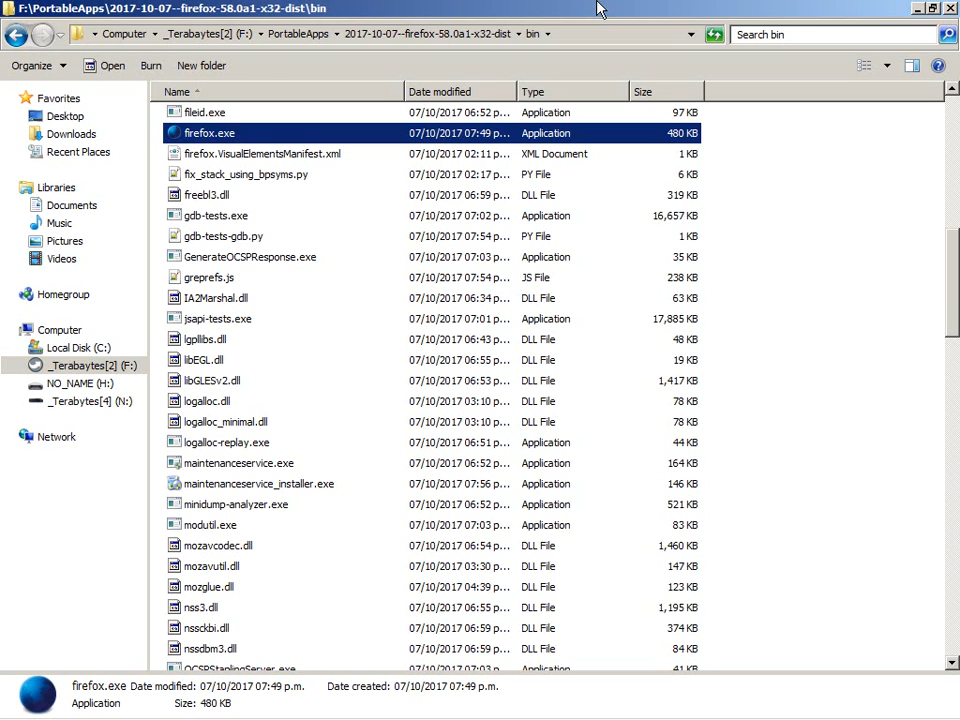 F:\PortableApps\2017-10-07--firefox-58.0a1-x32-dist\bin
Computer _Terabaytes[2] (F:) PortableApps 2017-10-07--firefox-58.0a1-x32-dist bin Search bin
Organize Open Burn New folder
Name Date modified Type Size
Favorites
Desktop
Downloads
Recent Places
Libraries
Documents
Music
Pictures
Videos
Homegroup
Computer
Local Disk (C:)
_Terabaytes[2] (F:)
NO_NAME (H:)
_Terabytes[4] (N:)
Network
fileid.exe 07/10/2017 06:52 p... Application 97 KB
firefox.exe 07/10/2017 07:49 p... Application 480 KB
firefox.VisualElementsManifest.xml 07/10/2017 02:11 p... XML Document 1 KB
fix_stack_using_bpsyms.py 07/10/2017 02:17 p... PY File 6 KB
freebl3.dll 07/10/2017 06:59 p... DLL File 319 KB
gdb-tests.exe 07/10/2017 07:02 p... Application 16,657 KB
gdb-tests-gdb.py 07/10/2017 07:54 p... PY File 1 KB
GenerateOCSPResponse.exe 07/10/2017 07:03 p... Application 35 KB
greprefs.js 07/10/2017 07:54 p... JS File 238 KB
IA2Marshal.dll 07/10/2017 06:34 p... DLL File 63 KB
jsapi-tests.exe 07/10/2017 07:01 p... Application 17,885 KB
lgpllibs.dll 07/10/2017 06:43 p... DLL File 48 KB
libEGL.dll 07/10/2017 06:55 p... DLL File 19 KB
libGLESv2.dll 07/10/2017 06:53 p... DLL File 1,417 KB
logalloc.dll 07/10/2017 03:10 p... DLL File 78 KB
logalloc_minimal.dll 07/10/2017 03:10 p... DLL File 78 KB
logalloc-replay.exe 07/10/2017 06:51 p... Application 44 KB
maintenanceservice.exe 07/10/2017 06:52 p... Application 164 KB
maintenanceservice_installer.exe 07/10/2017 07:56 p... Application 146 KB
minidump-analyzer.exe 07/10/2017 06:52 p... Application 521 KB
modutil.exe 07/10/2017 07:03 p... Application 83 KB
mozavcodec.dll 07/10/2017 06:54 p... DLL File 1,460 KB
mozavutil.dll 07/10/2017 03:30 p... DLL File 147 KB
mozglue.dll 07/10/2017 04:39 p... DLL File 123 KB
nss3.dll 07/10/2017 06:55 p... DLL File 1,195 KB
nssckbi.dll 07/10/2017 06:59 p... DLL File 374 KB
nssdbm3.dll 07/10/2017 06:59 p... DLL File 84 KB
OCSPStaplingServer.exe 07/10/2017 07:03 p... Application 41 KB
firefox.exe Date modified: 07/10/2017 07:49 p.m. Date created: 07/10/2017 07:49 p.m.
Application Size: 480 KB